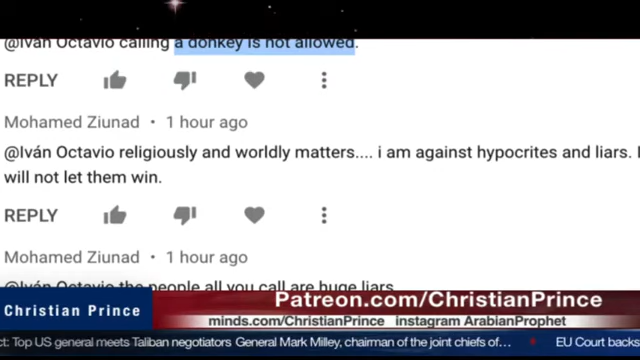 @Iván Octavio calling a donkey is not allowed.
REPLY
Mohamed Ziunad • 1 hour ago
@Iván Octavio religiously and worldly matters.... i am against hypocrites and liars.
will not let them win.
REPLY
Mohamed Ziunad • 1 hour ago
@Iván Octavio the people all you call are huge liars
Christian Prince
Patreon.com/ChristianPrince
minds.com/ChristianPrince instagram ArabianProphet
: Top US general meets Taliban negotiators General Mark Milley, chairman of the joint chiefs of... EU Court backs